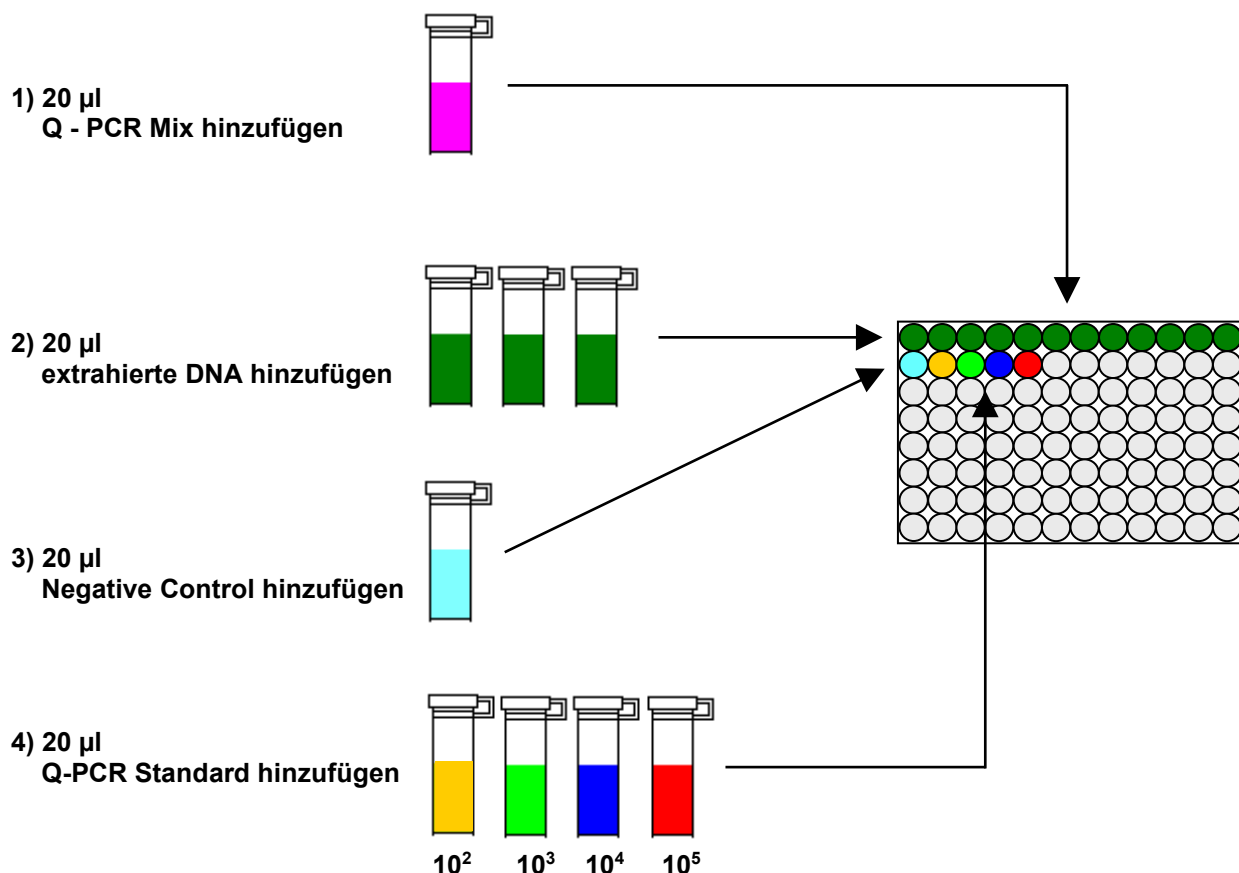 1) 20 µl
Q - PCR Mix hinzufügen
2) 20 µl
extrahierte DNA hinzufügen
3) 20 µl
Negative Control hinzufügen
4) 20 µl
Q-PCR Standard hinzufügen
10² 10³ 10⁴ 10⁵